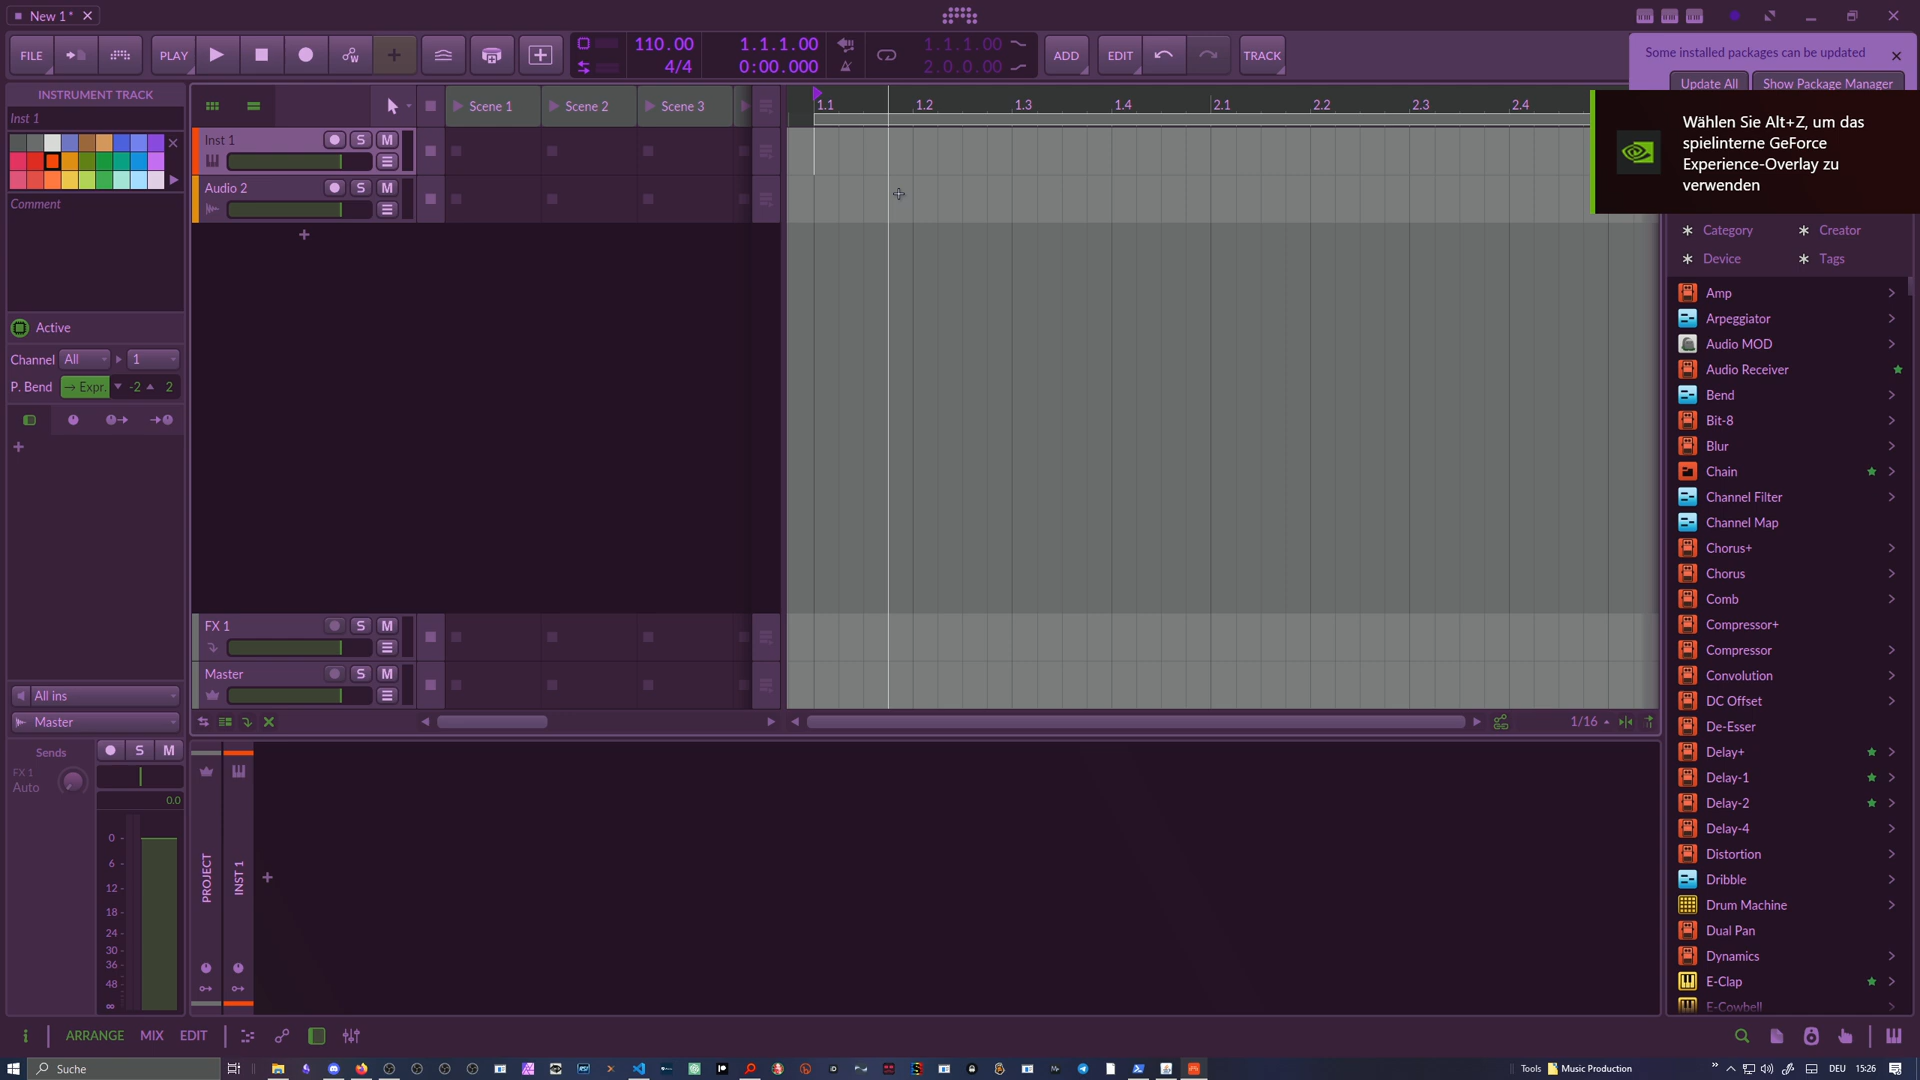 New 1 *
FILE
PLAY
110.00
4/4
1.1.1.00
0:00.000
1.1.1.00
2.0.0.00
ADD
EDIT
TRACK
Some installed packages can be updated
Update All
Show Package Manager
Wählen Sie Alt+Z, um das
spielinterne GeForce
Experience-Overlay zu
verwenden
INSTRUMENT TRACK
Inst 1
Comment
Active
Channel All 1
P. Bend Expr. -2 2
All ins
Master
Sends
FX 1
Auto
S M
0.0
0
6
12
18
24
30
36
48
∞
Scene 1
Scene 2
Scene 3
1.1
1.2
1.3
1.4
2.1
2.2
2.3
2.4
Inst 1
S M
Audio 2
S M
FX 1
S M
Master
S M
1/16
PROJECT
INST 1
Category
Creator
Device
Tags
Amp
Arpeggiator
Audio MOD
Audio Receiver
Bend
Bit-8
Blur
Chain
Channel Filter
Channel Map
Chorus+
Chorus
Comb
Compressor+
Compressor
Convolution
DC Offset
De-Esser
Delay+
Delay-1
Delay-2
Delay-4
Distortion
Dribble
Drum Machine
Dual Pan
Dynamics
E-Clap
E-Cowbell
i
ARRANGE
MIX
EDIT
Suche
Tools
Music Production
DEU
15:26